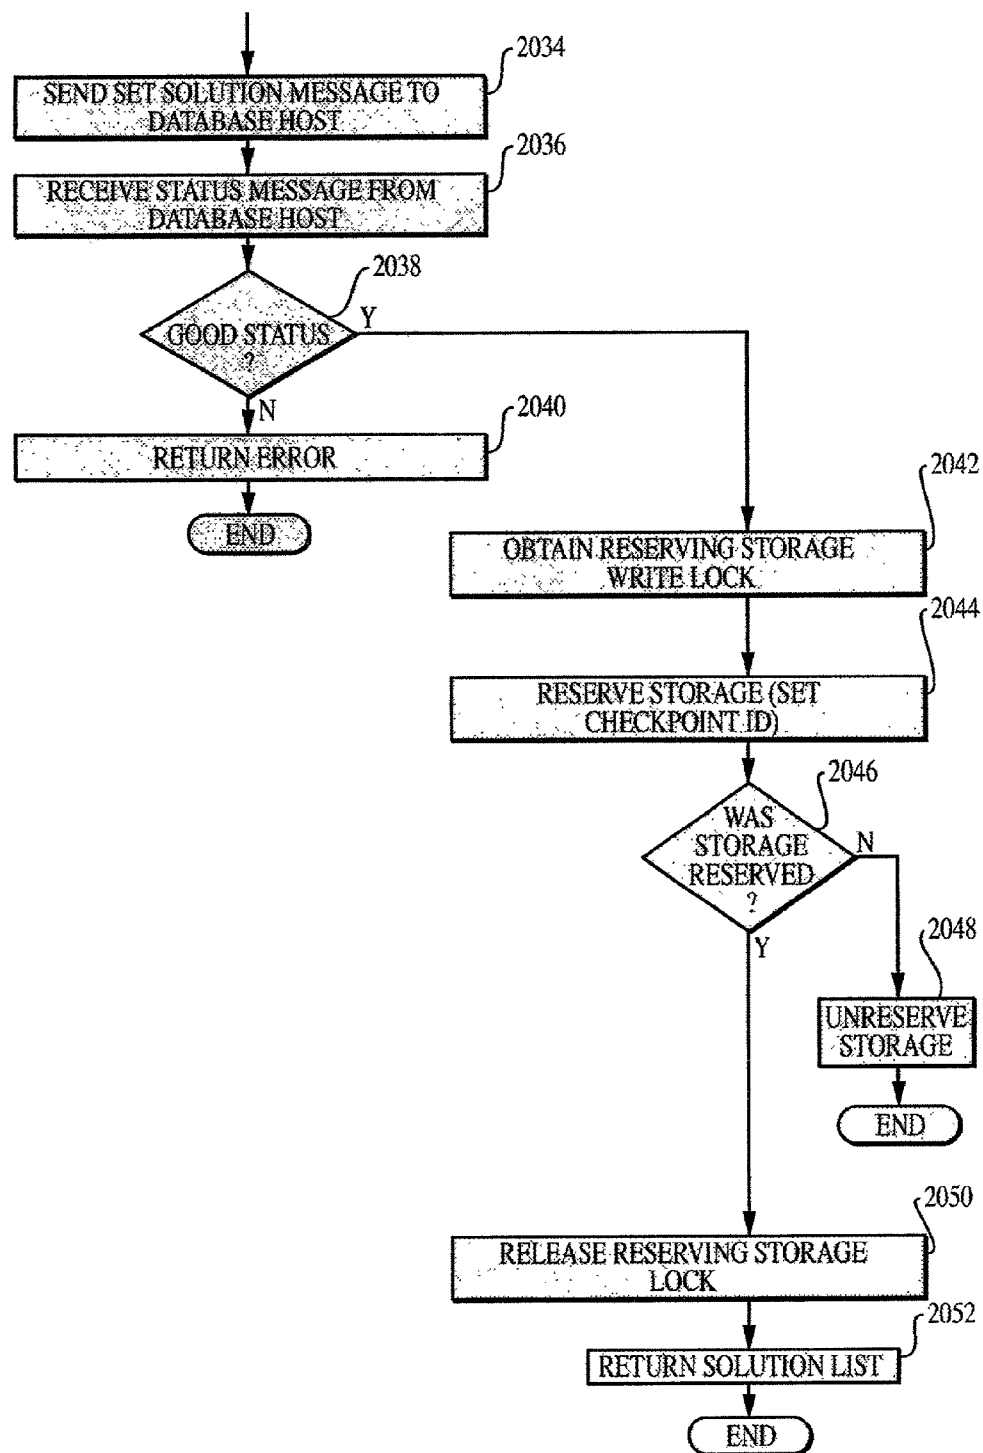 2034
SEND SET SOLUTION MESSAGE TO
DATABASE HOST
2036
RECEIVE STATUS MESSAGE FROM
DATABASE HOST
2038
GOOD STATUS
?
Y
N
2040
RETURN ERROR
END
2042
OBTAIN RESERVING STORAGE
WRITE LOCK
2044
RESERVE STORAGE (SET
CHECKPOINT ID)
2046
WAS
STORAGE
RESERVED
?
N
Y
2048
UNRESERVE
STORAGE
END
2050
RELEASE RESERVING STORAGE
LOCK
2052
RETURN SOLUTION LIST
END